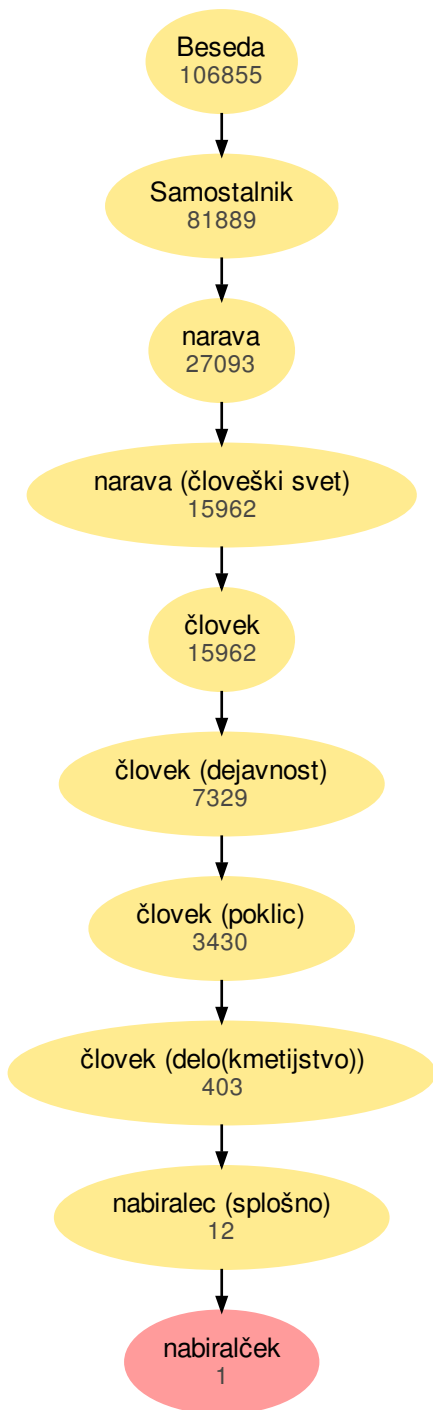 Beseda
106855
Samostalnik
81889
narava
27093
narava (človeški svet)
15962
človek
15962
človek (dejavnost)
7329
človek (poklic)
3430
človek (delo(kmetijstvo))
403
nabiralec (splošno)
12
nabiralček
1